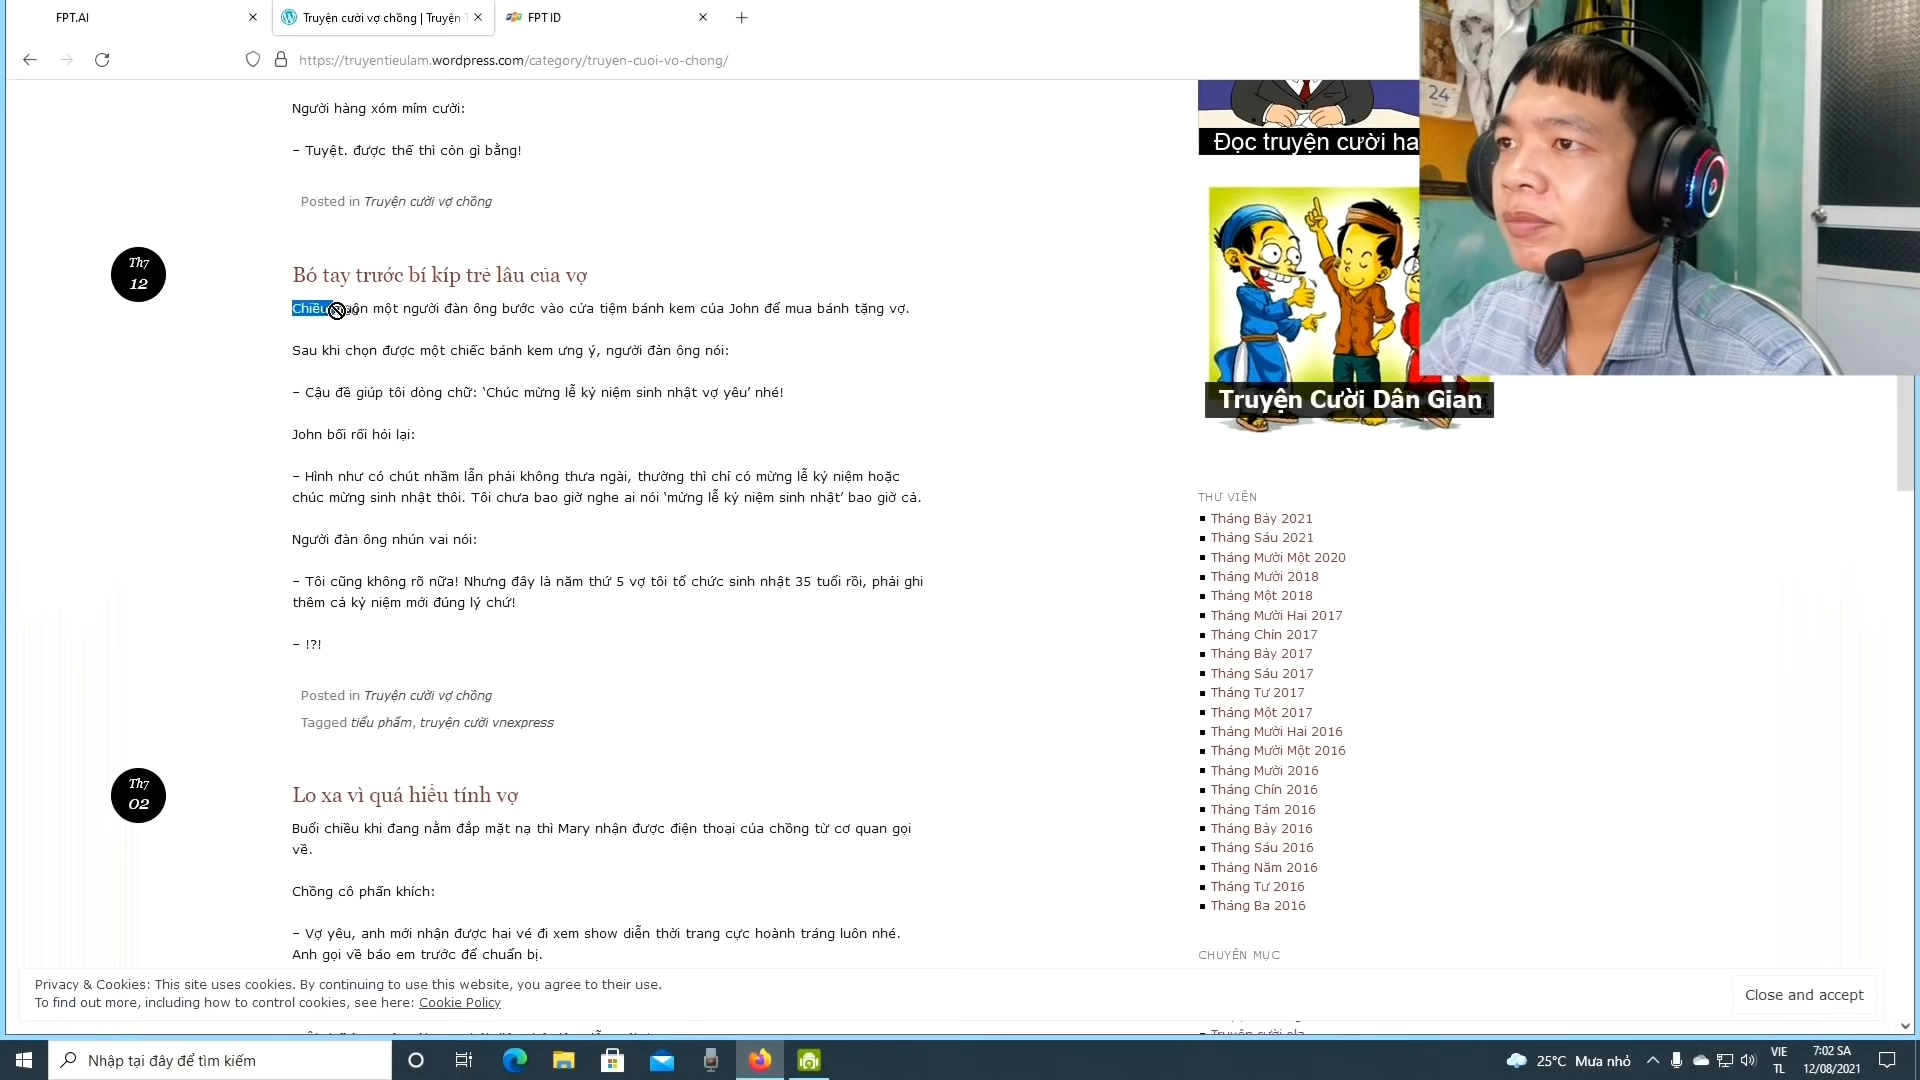 FPT.AI
Truyện cười vợ chồng | Truyện T
FPT ID
https://truyentieulam.wordpress.com/category/truyen-cuoi-vo-chong/
Người hàng xóm mỉm cười:
– Tuyệt. được thế thì còn gì bằng!
Posted in Truyện cười vợ chồng
Th7
12
Bó tay trước bí kíp trẻ lâu của vợ
Chiều một người đàn ông bước vào cửa tiệm bánh kem của John để mua bánh tặng vợ.
Sau khi chọn được một chiếc bánh kem ưng ý, người đàn ông nói:
– Cậu đề giúp tôi dòng chữ: ‘Chúc mừng lễ kỷ niệm sinh nhật vợ yêu’ nhé!
John bối rối hỏi lại:
– Hình như có chút nhầm lẫn phải không thưa ngài, thường thì chỉ có mừng lễ kỷ niệm hoặc
chúc mừng sinh nhật thôi. Tôi chưa bao giờ nghe ai nói ‘mừng lễ kỷ niệm sinh nhật’ bao giờ cả.
Người đàn ông nhún vai nói:
– Tôi cũng không rõ nữa! Nhưng đây là năm thứ 5 vợ tôi tổ chức sinh nhật 35 tuổi rồi, phải ghi
thêm cả kỷ niệm mới đúng lý chứ!
– !?!
Posted in Truyện cười vợ chồng
Tagged tiểu phẩm, truyện cười vnexpress
Th7
02
Lo xa vì quá hiểu tính vợ
Buổi chiều khi đang nằm đắp mặt nạ thì Mary nhận được điện thoại của chồng từ cơ quan gọi
về.
Chồng cô phấn khích:
– Vợ yêu, anh mới nhận được hai vé đi xem show diễn thời trang cực hoành tráng luôn nhé.
Anh gọi về báo em trước để chuẩn bị.
Đọc truyện cười ha
Truyện Cười Dân Gian
24
THƯ VIỆN
Tháng Bảy 2021
Tháng Sáu 2021
Tháng Mười Một 2020
Tháng Mười 2018
Tháng Một 2018
Tháng Mười Hai 2017
Tháng Chín 2017
Tháng Bảy 2017
Tháng Sáu 2017
Tháng Tư 2017
Tháng Một 2017
Tháng Mười Hai 2016
Tháng Mười Một 2016
Tháng Mười 2016
Tháng Chín 2016
Tháng Tám 2016
Tháng Bảy 2016
Tháng Sáu 2016
Tháng Năm 2016
Tháng Tư 2016
Tháng Ba 2016
CHUYÊN MỤC
Privacy & Cookies: This site uses cookies. By continuing to use this website, you agree to their use.
To find out more, including how to control cookies, see here: Cookie Policy
Close and accept
Nhập tại đây để tìm kiếm
25°C Mưa nhỏ
VIE
TL
7:02 SA
12/08/2021